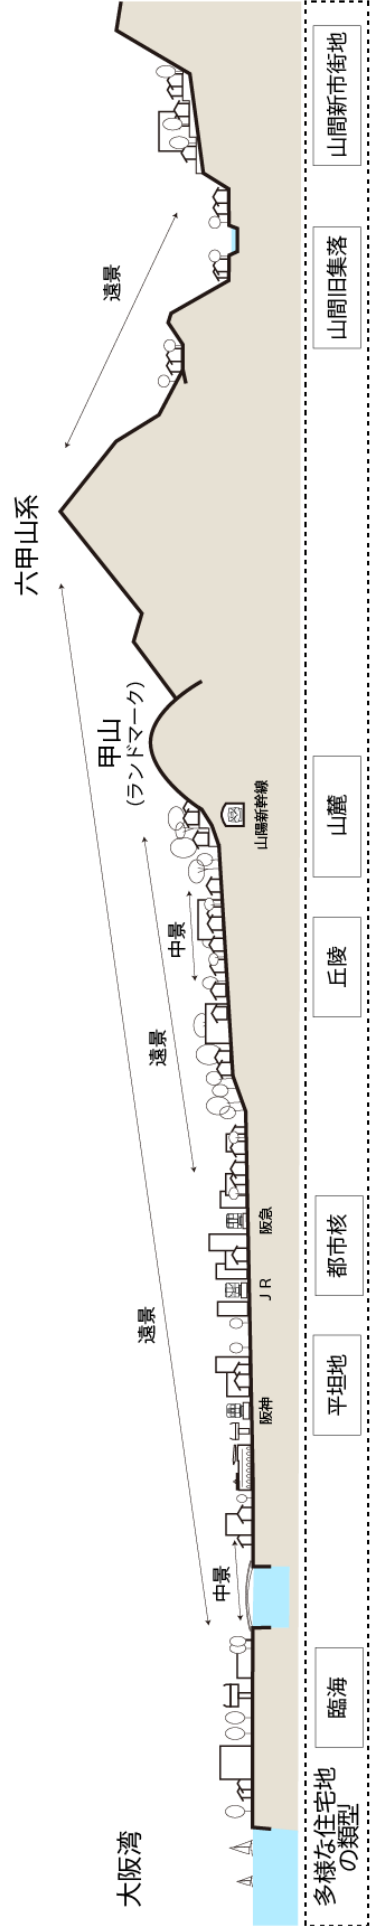 大阪湾
六甲山系
甲山
(ランドマーク)
遠景
遠景
遠景
中景
中景
阪神
ＪＲ
阪急
山陽新幹線
多様な住宅地
の類型
臨海
平坦地
都市核
丘陵
山麓
山間旧集落
山間新市街地